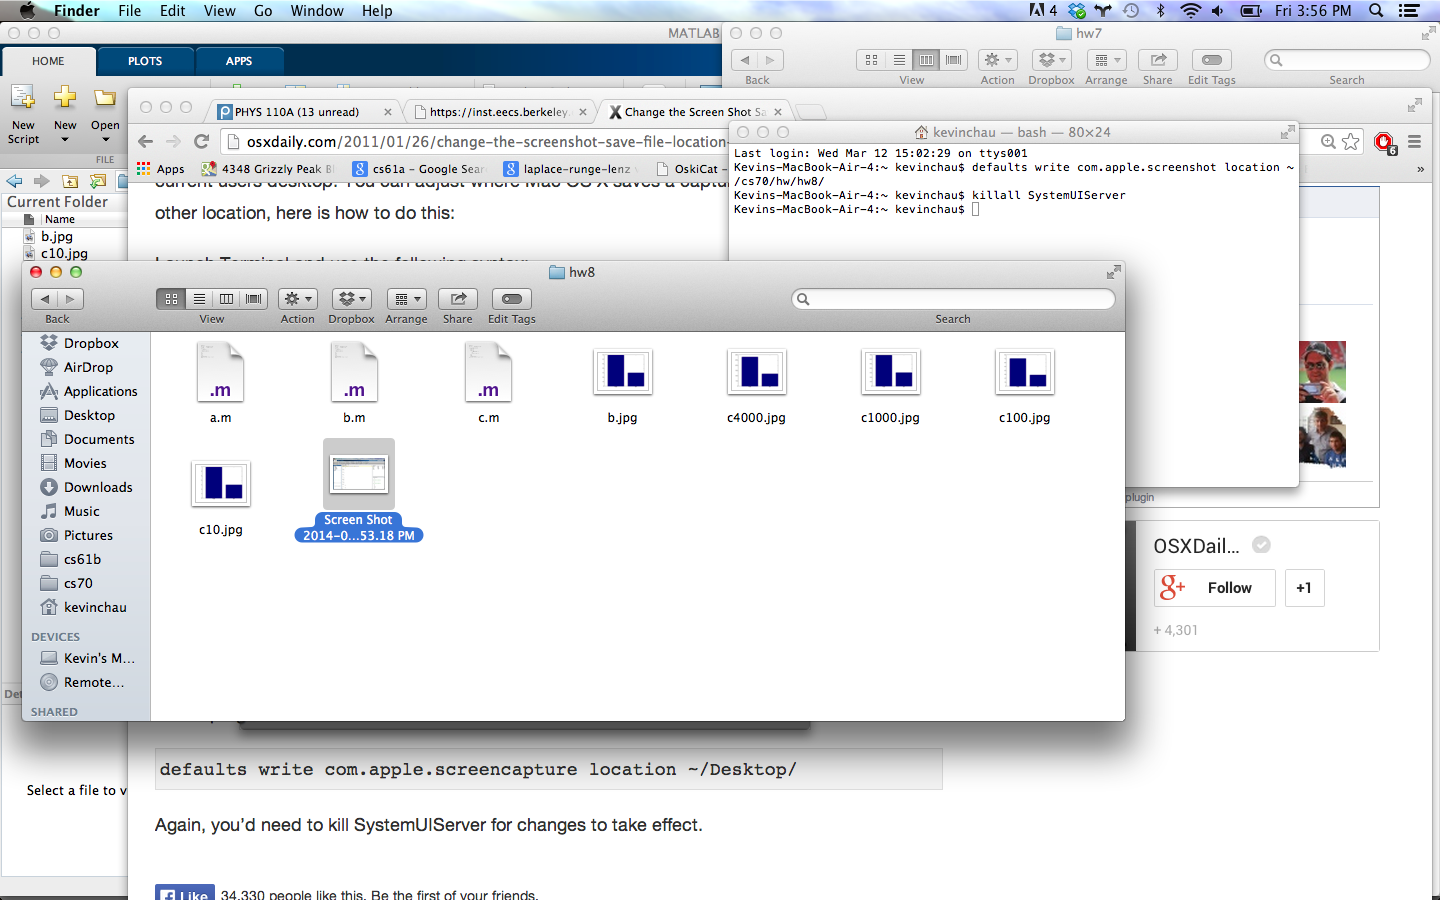 Finder File Edit View Go Window Help
4 Fri 3:56 PM
MATLAB
HOME PLOTS APPS
New Script
New
Open
FILE
Current Folder
Name
b.jpg
c10.jpg
Select a file to v
hw7
Back View Action Dropbox Arrange Share Edit Tags Search
PHYS 110A (13 unread)
https://inst.eecs.berkeley.
Change the Screen Shot Sa
osxdaily.com/2011/01/26/change-the-screenshot-save-file-location-
6
Apps 4348 Grizzly Peak Bl cs61a - Google Sear laplace-runge-lenz OskiCat - »
other location, here is how to do this:
kevinchau — bash — 80×24
Last login: Wed Mar 12 15:02:29 on ttys001
Kevins-MacBook-Air-4:~ kevinchau$ defaults write com.apple.screenshot location ~
/cs70/hw/hw8/
Kevins-MacBook-Air-4:~ kevinchau$ killall SystemUIServer
Kevins-MacBook-Air-4:~ kevinchau$
hw8
Back View Action Dropbox Arrange Share Edit Tags Search
Dropbox
AirDrop
Applications
Desktop
Documents
Movies
Downloads
Music
Pictures
cs61b
cs70
kevinchau
DEVICES
Kevin's M...
Remote...
SHARED
.m .m .m
a.m b.m c.m b.jpg c4000.jpg c1000.jpg c100.jpg
c10.jpg
Screen Shot
2014-0...53.18 PM
plugin
OSXDail...
g+ Follow +1
+ 4,301
defaults write com.apple.screencapture location ~/Desktop/
Again, you'd need to kill SystemUIServer for changes to take effect.
Like 34,330 people like this. Be the first of your friends.